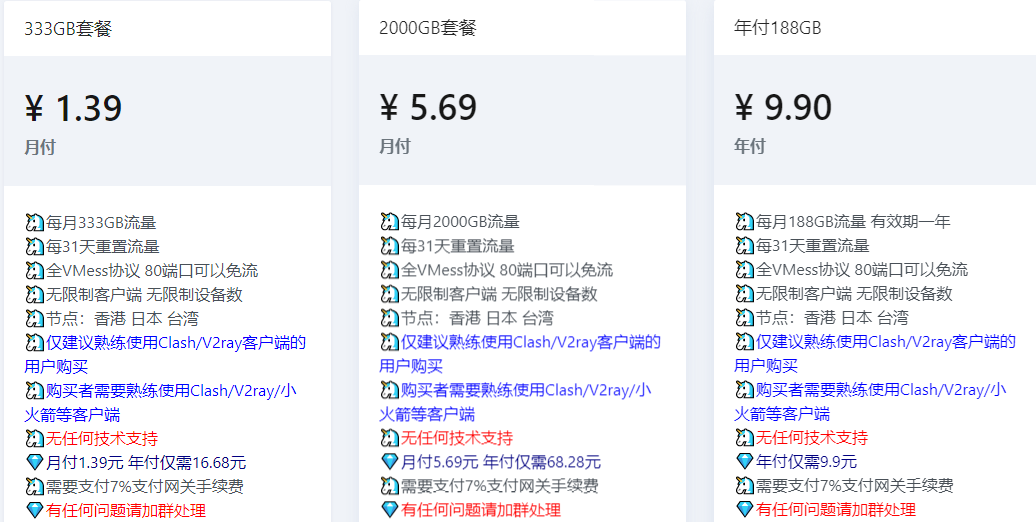 333GB套餐
¥ 1.39
月付
每月333GB流量
每31天重置流量
全VMess协议 80端口可以免流
无限制客户端 无限制设备数
节点：香港 日本 台湾
仅建议熟练使用Clash/V2ray客户端的
用户购买
购买者需要熟练使用Clash/V2ray/小
火箭等客户端
无任何技术支持
月付1.39元 年付仅需16.68元
需要支付7%支付网关手续费
有任何问题请加群处理
2000GB套餐
¥ 5.69
月付
每月2000GB流量
每31天重置流量
全VMess协议 80端口可以免流
无限制客户端 无限制设备数
节点：香港 日本 台湾
仅建议熟练使用Clash/V2ray客户端的
用户购买
购买者需要熟练使用Clash/V2ray/小
火箭等客户端
无任何技术支持
月付5.69元 年付仅需68.28元
需要支付7%支付网关手续费
有任何问题请加群处理
年付188GB
¥ 9.90
年付
每月188GB流量 有效期一年
每31天重置流量
全VMess协议 80端口可以免流
无限制客户端 无限制设备数
节点：香港 日本 台湾
仅建议熟练使用Clash/V2ray客户端的
用户购买
购买者需要熟练使用Clash/V2ray/小
火箭等客户端
无任何技术支持
年付仅需9.9元
需要支付7%支付网关手续费
有任何问题请加群处理